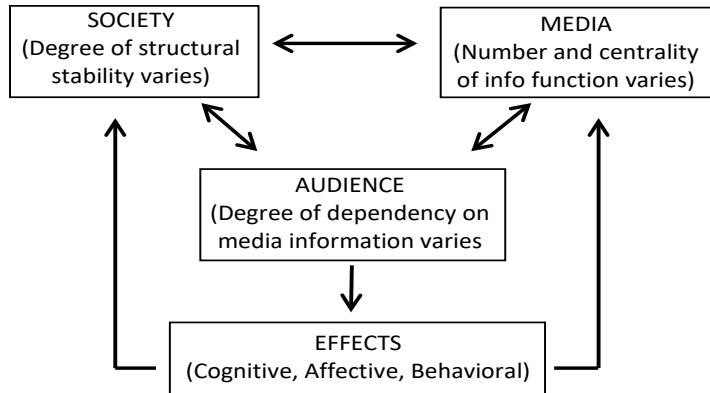 SOCIETY
(Degree of structural
stability varies)
MEDIA
(Number and centrality
of info function varies)
AUDIENCE
(Degree of dependency on
media information varies
EFFECTS
(Cognitive, Affective, Behavioral)